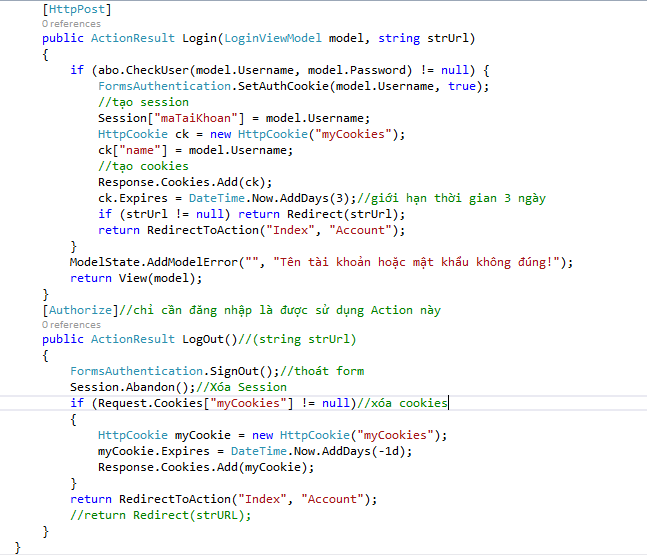 [HttpPost]
0 references
public ActionResult Login(LoginViewModel model, string strUrl)
{
if (abo.CheckUser(model.Username, model.Password) != null) {
FormsAuthentication.SetAuthCookie(model.Username, true);
//tạo session
Session["maTaiKhoan"] = model.Username;
HttpCookie ck = new HttpCookie("myCookies");
ck["name"] = model.Username;
//tạo cookies
Response.Cookies.Add(ck);
ck.Expires = DateTime.Now.AddDays(3);//giới hạn thời gian 3 ngày
if (strUrl != null) return Redirect(strUrl);
return RedirectToAction("Index", "Account");
}
ModelState.AddModelError("", "Tên tài khoản hoặc mật khẩu không đúng!");
return View(model);
}
[Authorize]//chỉ cần đăng nhập là được sử dụng Action này
0 references
public ActionResult LogOut()//(string strUrl)
{
FormsAuthentication.SignOut();//thoát form
Session.Abandon();//Xóa Session
if (Request.Cookies["myCookies"] != null)//xóa cookies
{
HttpCookie myCookie = new HttpCookie("myCookies");
myCookie.Expires = DateTime.Now.AddDays(-1d);
Response.Cookies.Add(myCookie);
}
return RedirectToAction("Index", "Account");
//return Redirect(strURL);
}
}